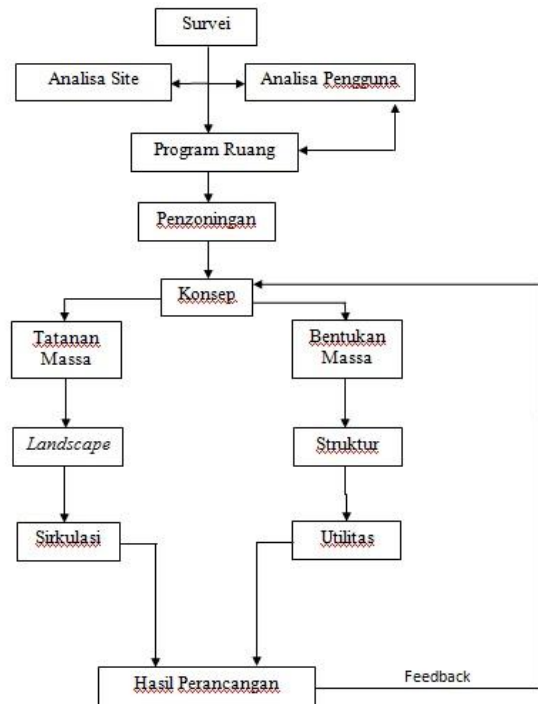 Survei
Analisa Site
Analisa Pengguna
Program Ruang
Penzoningan
Konsep
Tatanan
Massa
Bentukan
Massa
Landscape
Struktur
Sirkulasi
Utilitas
Hasil Perancangan
Feedback